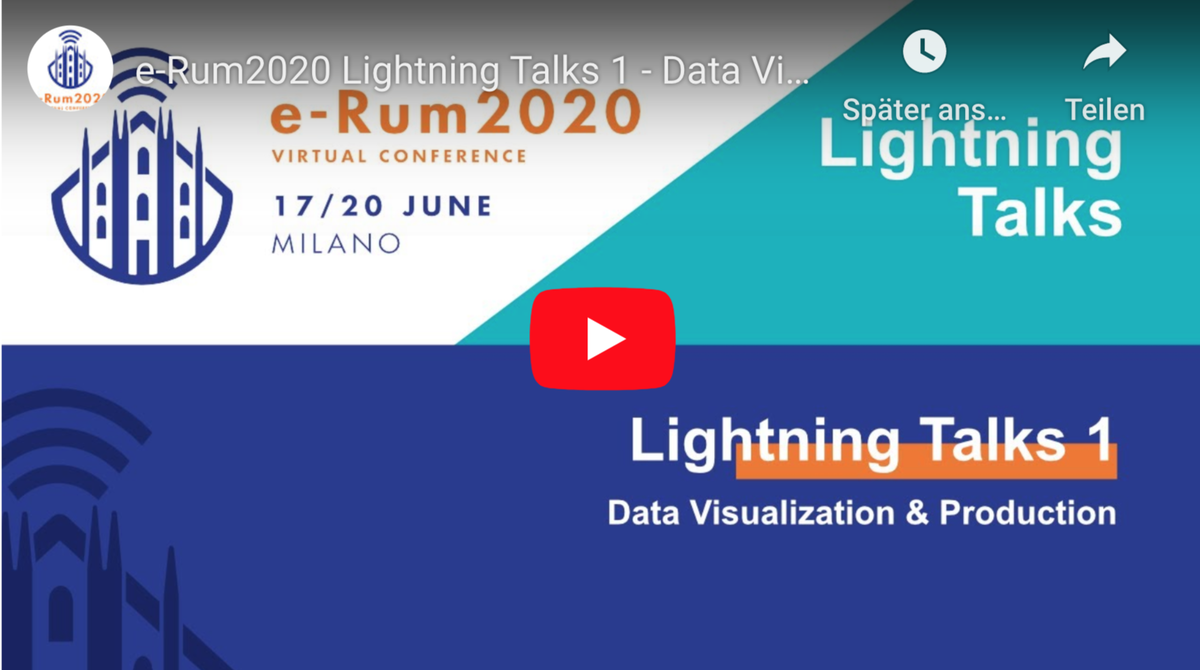 e-Rum2020 Lightning Talks 1 - Data Vi...
Später ans...
Teilen
e-Rum2020
VIRTUAL CONFERENCE
17/20 JUNE
MILANO
Lightning
Talks
Lightning Talks 1
Data Visualization & Production